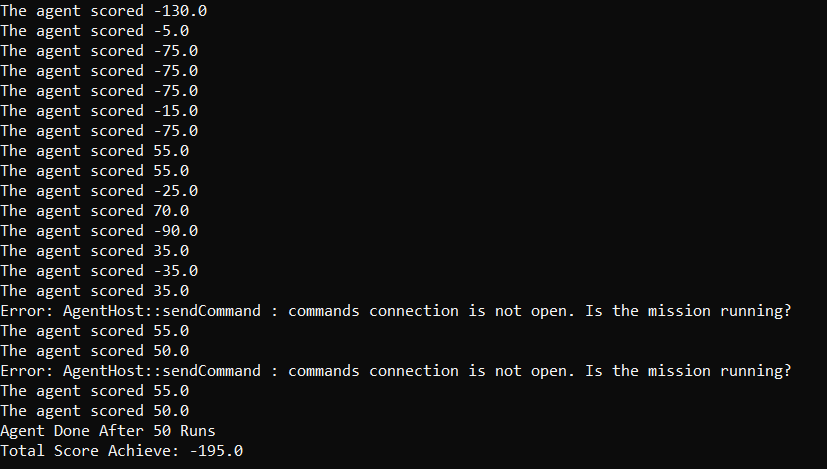 The agent scored -130.0
The agent scored -5.0
The agent scored -75.0
The agent scored -75.0
The agent scored -75.0
The agent scored -15.0
The agent scored -75.0
The agent scored 55.0
The agent scored 55.0
The agent scored -25.0
The agent scored 70.0
The agent scored -90.0
The agent scored 35.0
The agent scored -35.0
The agent scored 35.0
Error: AgentHost::sendCommand : commands connection is not open. Is the mission running?
The agent scored 55.0
The agent scored 50.0
Error: AgentHost::sendCommand : commands connection is not open. Is the mission running?
The agent scored 55.0
The agent scored 50.0
Agent Done After 50 Runs
Total Score Achieve: -195.0